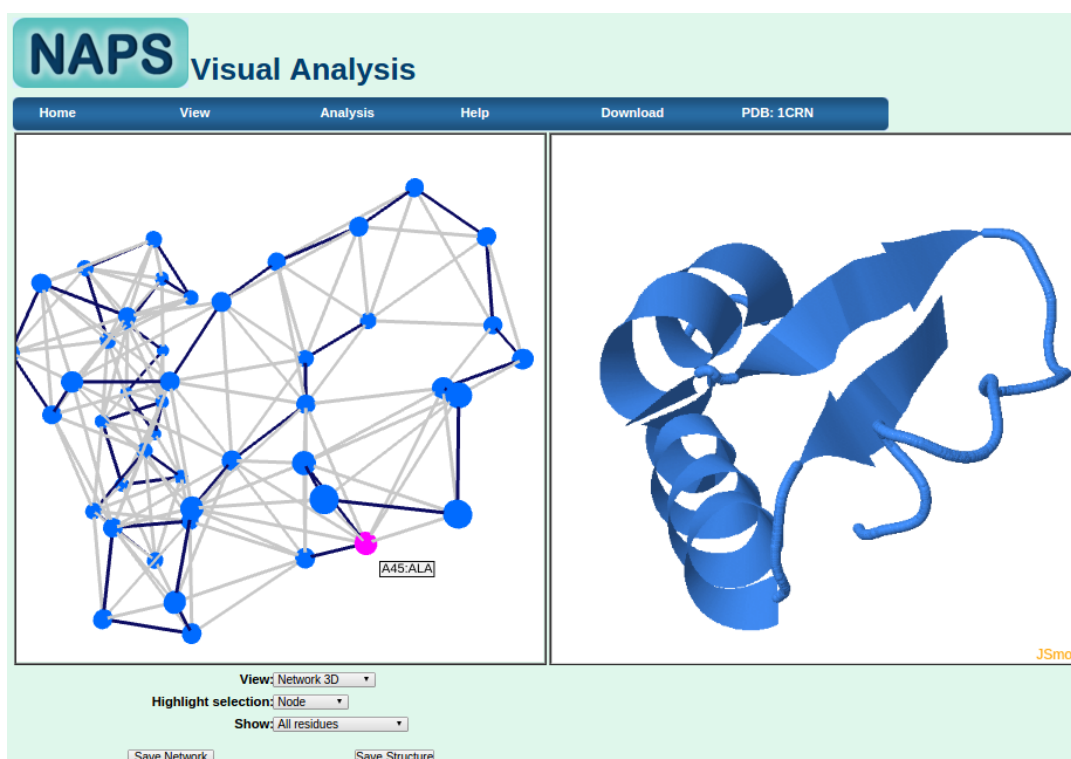 NAPS Visual Analysis
Home View Analysis Help Download PDB: 1CRN
A45:ALA
JSmo
View: Network 3D
Highlight selection: Node
Show: All residues
Save Network Save Structure